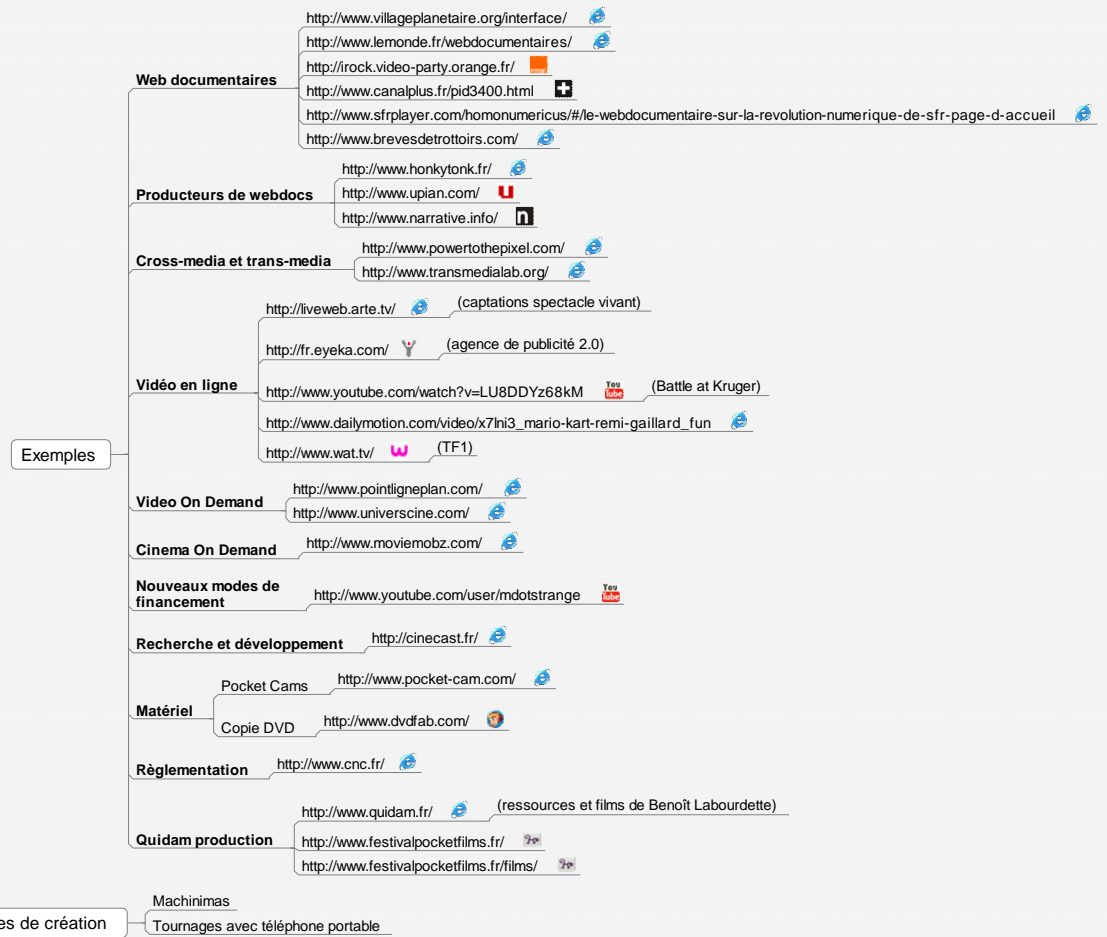 Exemples
Web documentaires
http://www.villageplanetaire.org/interface/
http://www.lemonde.fr/webdocumentaires/
http://irock.video-party.orange.fr/
http://www.canalplus.fr/pid3400.html
http://www.sfrplayer.com/homonumericus/#/le-webdocumentaire-sur-la-revolution-numerique-de-sfr-page-d-accueil
http://www.brevesdetrottoirs.com/
Producteurs de webdocs
http://www.honkytonk.fr/
http://www.upian.com/
http://www.narrative.info/
Cross-media et trans-media
http://www.powertothepixel.com/
http://www.transmedialab.org/
Vidéo en ligne
http://liveweb.arte.tv/ (captations spectacle vivant)
http://fr.eyeka.com/ (agence de publicité 2.0)
http://www.youtube.com/watch?v=LU8DDYz68kM You Tube (Battle at Kruger)
http://www.dailymotion.com/video/x7lni3_mario-kart-remi-gaillard_fun
http://www.wat.tv/ (TF1)
Video On Demand
http://www.pointligneplan.com/
http://www.universcine.com/
Cinema On Demand
http://www.moviemobz.com/
Nouveaux modes de
financement
http://www.youtube.com/user/mdotstrange You Tube
Recherche et développement
http://cinecast.fr/
Matériel
Pocket Cams
http://www.pocket-cam.com/
Copie DVD
http://www.dvdfab.com/
Règlementation
http://www.cnc.fr/
Quidam production
http://www.quidam.fr/ (ressources et films de Benoît Labourdette)
http://www.festivalpocketfilms.fr/
http://www.festivalpocketfilms.fr/films/
es de création
Machinimas
Tournages avec téléphone portable